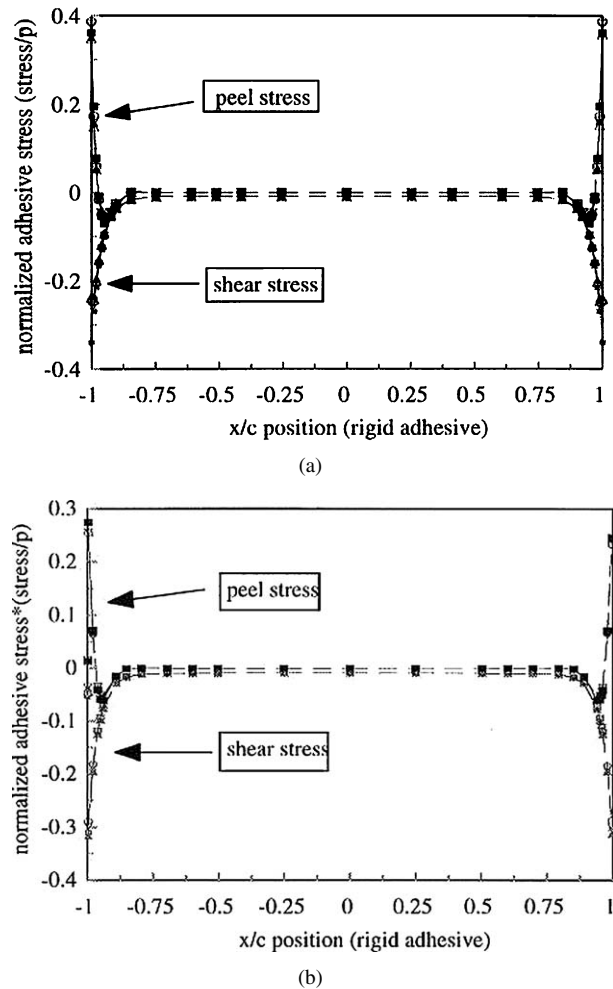 0.4
0.2
0
-0.2
-0.4
normalized adhesive stress (stress/p)
peel stress
shear stress
-1 -0.75 -0.5 -0.25 0 0.25 0.5 0.75 1
x/c position (rigid adhesive)
(a)
0.3
0.2
0.1
0
-0.1
-0.2
-0.3
-0.4
normalized adhesive stress*(stress/p)
peel stress
shear stress
-1 -0.75 -0.5 -0.25 0 0.25 0.5 0.75 1
x/c position (rigid adhesive)
(b)